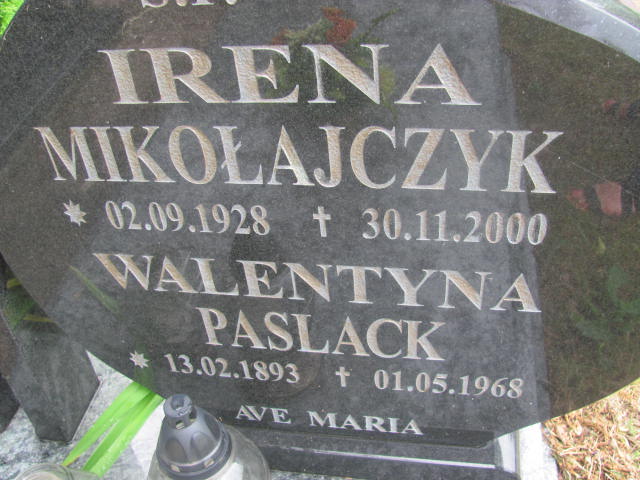 Ś.P.
IRENA
MIKOŁAJCZYK
* 02.09.1928 † 30.11.2000
WALENTYNA
PASLACK
* 13.02.1893 † 01.05.1968
AVE MARIA